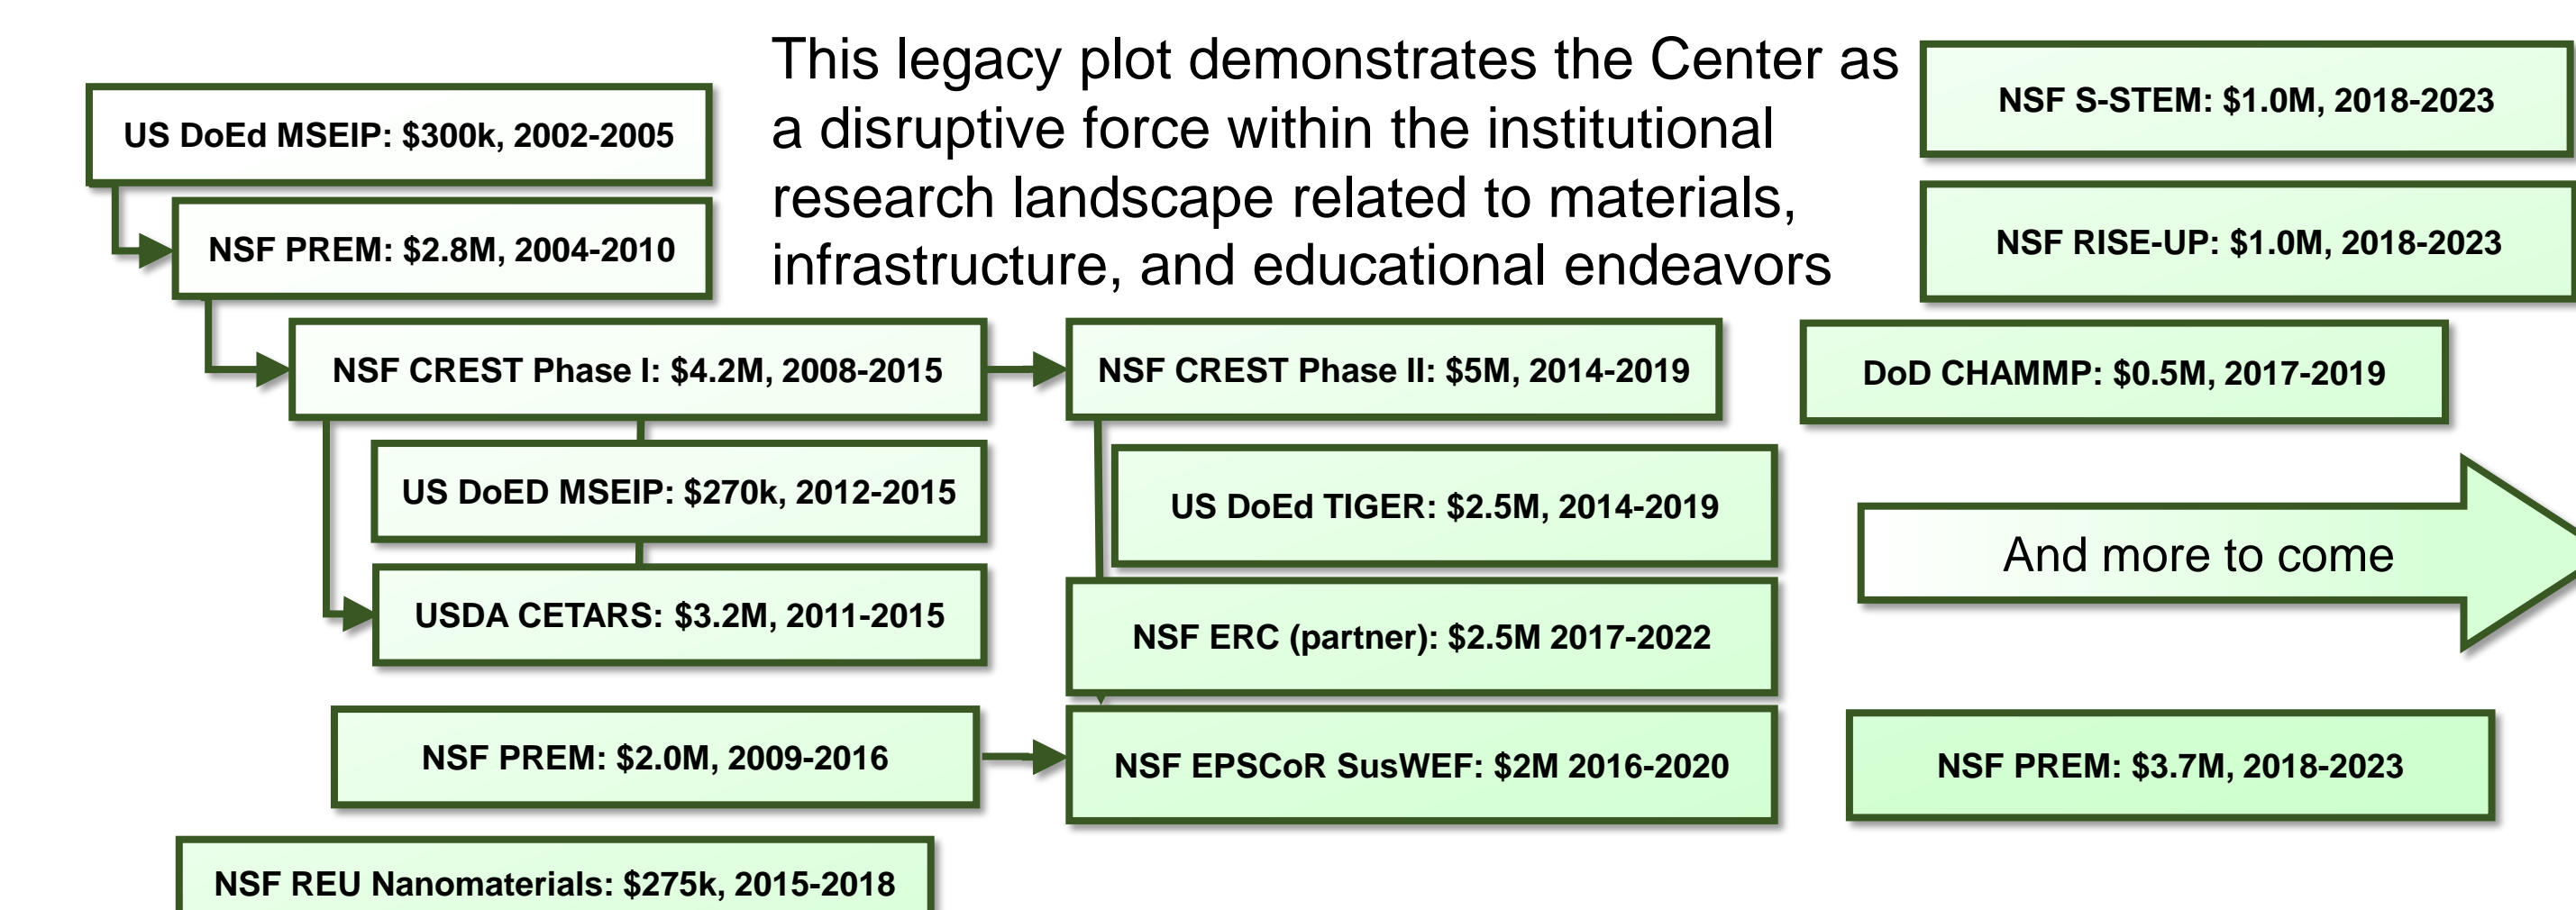 This legacy plot demonstrates the Center as
a disruptive force within the institutional
research landscape related to materials,
infrastructure, and educational endeavors
US DoEd MSEIP: $300k, 2002-2005
NSF PREM: $2.8M, 2004-2010
NSF CREST Phase I: $4.2M, 2008-2015
US DoED MSEIP: $270k, 2012-2015
USDA CETARS: $3.2M, 2011-2015
NSF PREM: $2.0M, 2009-2016
NSF REU Nanomaterials: $275k, 2015-2018
NSF CREST Phase II: $5M, 2014-2019
US DoEd TIGER: $2.5M, 2014-2019
NSF ERC (partner): $2.5M 2017-2022
NSF EPSCoR SusWEF: $2M 2016-2020
NSF S-STEM: $1.0M, 2018-2023
NSF RISE-UP: $1.0M, 2018-2023
DoD CHAMMP: $0.5M, 2017-2019
And more to come
NSF PREM: $3.7M, 2018-2023